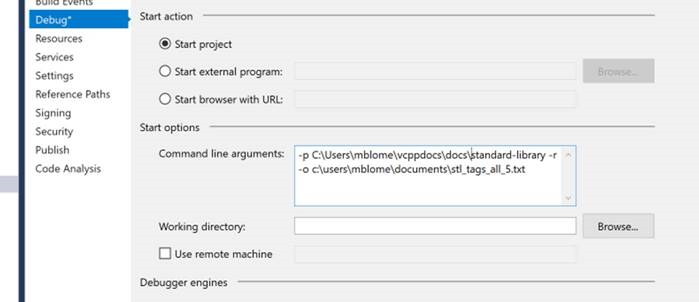 Build Events
Debug*
Resources
Services
Settings
Reference Paths
Signing
Security
Publish
Code Analysis
Start action
Start project
Start external program:
Browse...
Start browser with URL:
Start options
Command line arguments:
-p C:\Users\mblome\vcppdocs\docs\standard-library -r
-o c:\users\mblome\documents\stl_tags_all_5.txt
Working directory:
Browse...
Use remote machine
Debugger engines